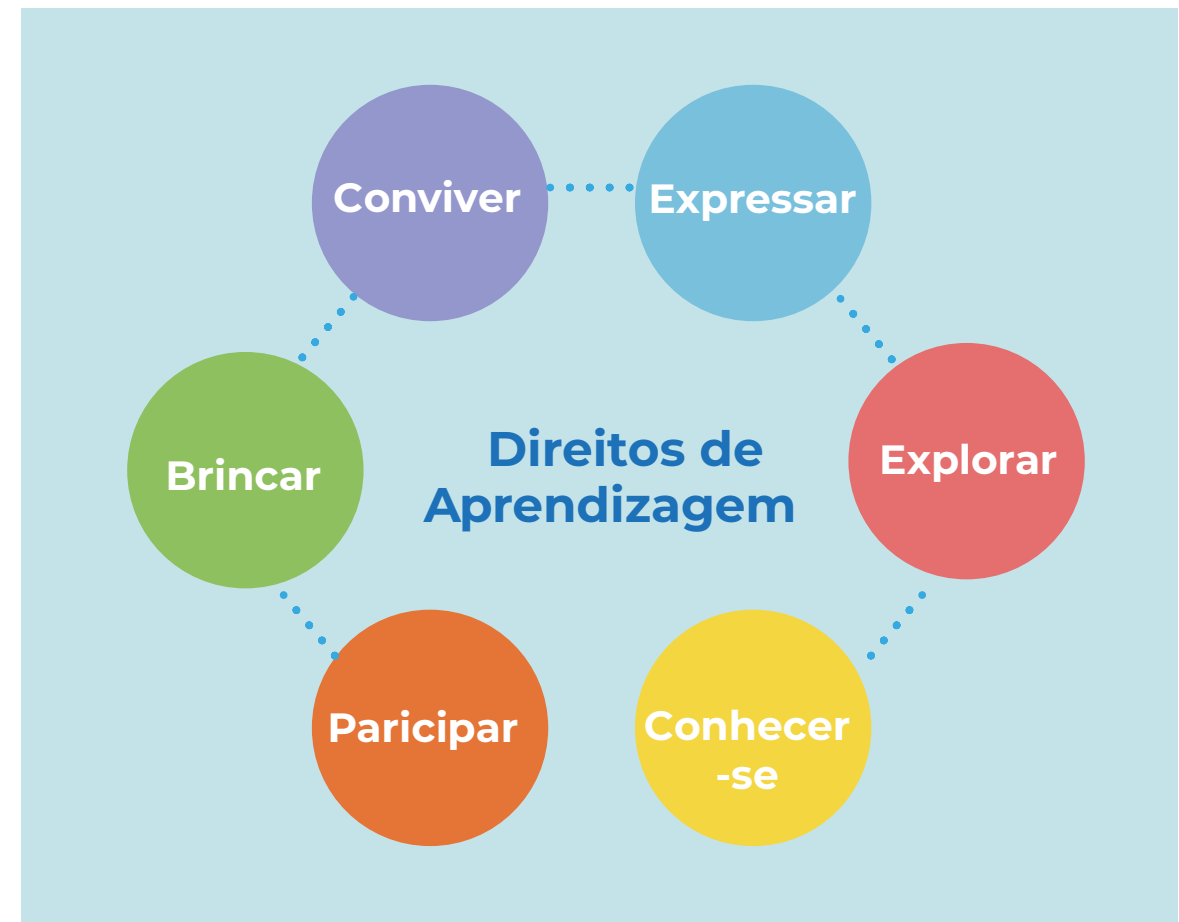 Conviver
Expressar
Brincar
Direitos de
Aprendizagem
Explorar
Paricipar
Conhecer
-se